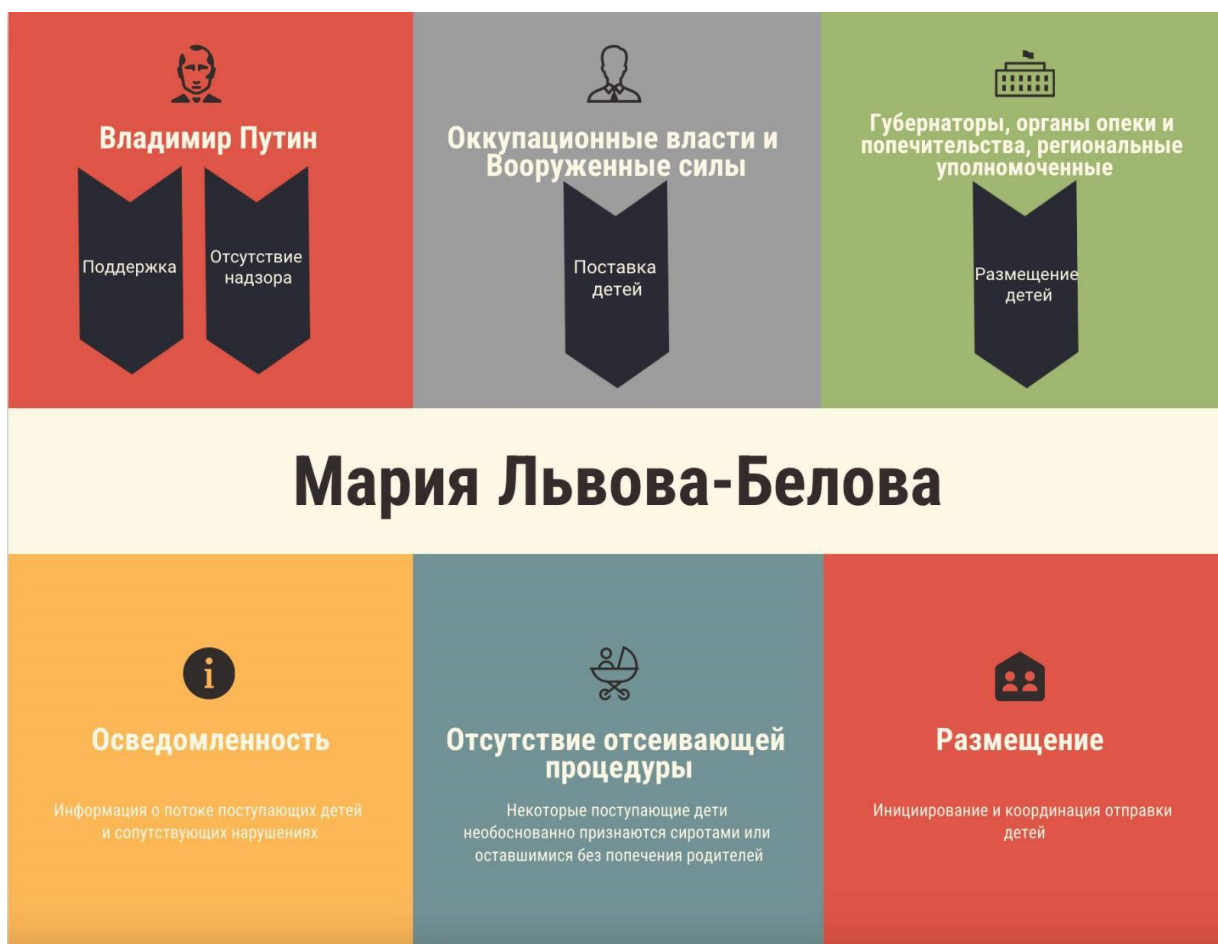 Владимир Путин
Поддержка
Отсутствие
надзора
Оккупационные власти и
Вооруженные силы
Поставка
детей
Губернаторы, органы опеки и
попечительства, региональные
уполномоченные
Размещение
детей
Мария Львова-Белова
Осведомленность
Информация о потоке поступающих детей
и сопутствующих нарушениях
Отсутствие отсеивающей
процедуры
Некоторые поступающие дети
необоснованно признаются сиротами или
оставшимися без попечения родителей
Размещение
Инициирование и координация отправки
детей